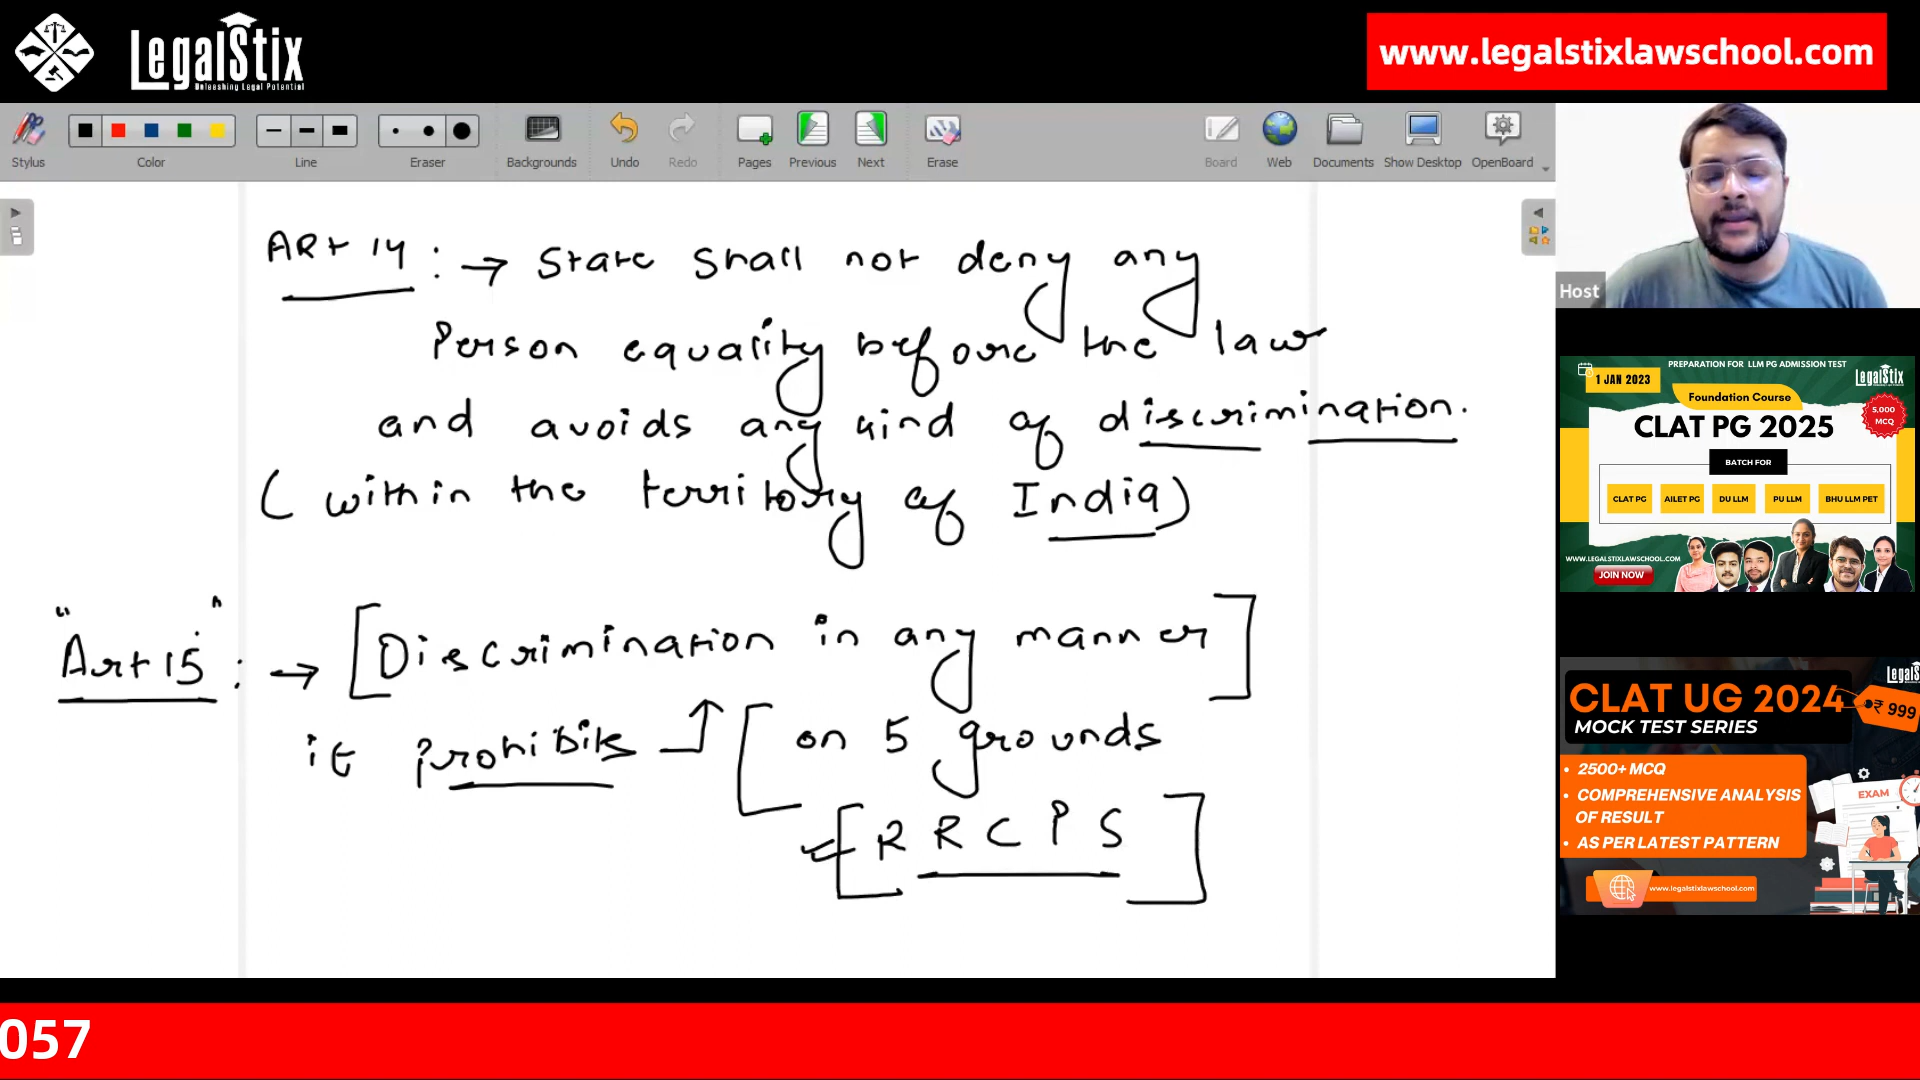 LegalStix
Unleashing Legal Potential
www.legalstixlawschool.com
Stylus
Color
Line
Eraser
Backgrounds
Undo
Redo
Pages
Previous
Next
Erase
Board
Web
Documents
Show Desktop
OpenBoard
ARt 14 : → State shall not deny any
Person equality before the law
and avoids any kind of discrimination.
( within the territory of India)
"Art 15" : → [Discrimination in any manner]
it prohibits
[ on 5 grounds
[ R R C P S ]
Host
1 JAN 2023
PREPARATION FOR LLM PG ADMISSION TEST
LegalStix
Foundation Course
5,000
MCQ
CLAT PG 2025
BATCH FOR
CLAT PG
AILET PG
DU LLM
PU LLM
BHU LLM PET
WWW.LEGALSTIXLAWSCHOOL.COM
JOIN NOW
LegalS
CLAT UG 2024
₹ 999
MOCK TEST SERIES
• 2500+ MCQ
• COMPREHENSIVE ANALYSIS
OF RESULT
• AS PER LATEST PATTERN
EXAM
www.legalstixlawschool.com
057